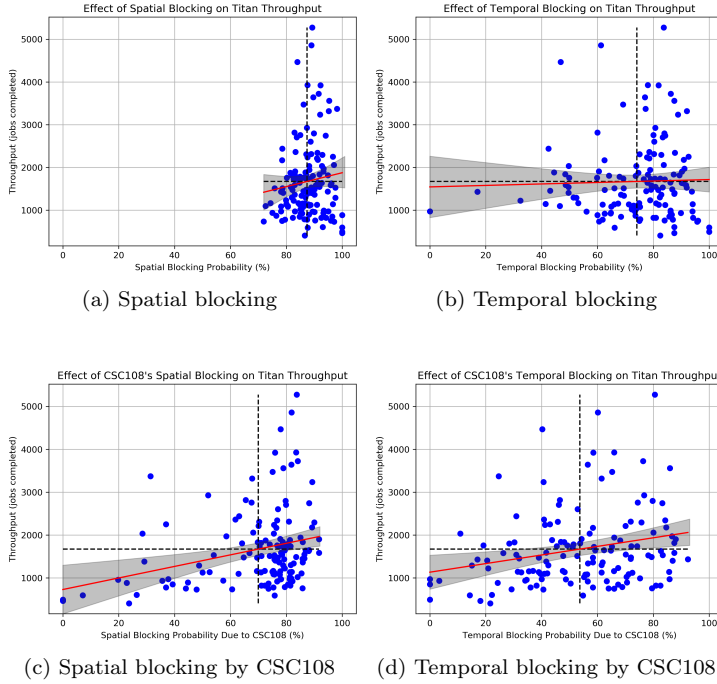 Effect of Spatial Blocking on Titan Throughput
Throughput (jobs completed)
5000
4000
3000
2000
1000
0 20 40 60 80 100
Spatial Blocking Probability (%)
(a) Spatial blocking
Effect of Temporal Blocking on Titan Throughput
Throughput (jobs completed)
5000
4000
3000
2000
1000
0 20 40 60 80 100
Temporal Blocking Probability (%)
(b) Temporal blocking
Effect of CSC108's Spatial Blocking on Titan Throughput
Throughput (jobs completed)
5000
4000
3000
2000
1000
0 20 40 60 80 100
Spatial Blocking Probability Due to CSC108 (%)
(c) Spatial blocking by CSC108
Effect of CSC108's Temporal Blocking on Titan Throughpu
Throughput (jobs completed)
5000
4000
3000
2000
1000
0 20 40 60 80 100
Temporal Blocking Probability Due to CSC108 (%)
(d) Temporal blocking by CSC108